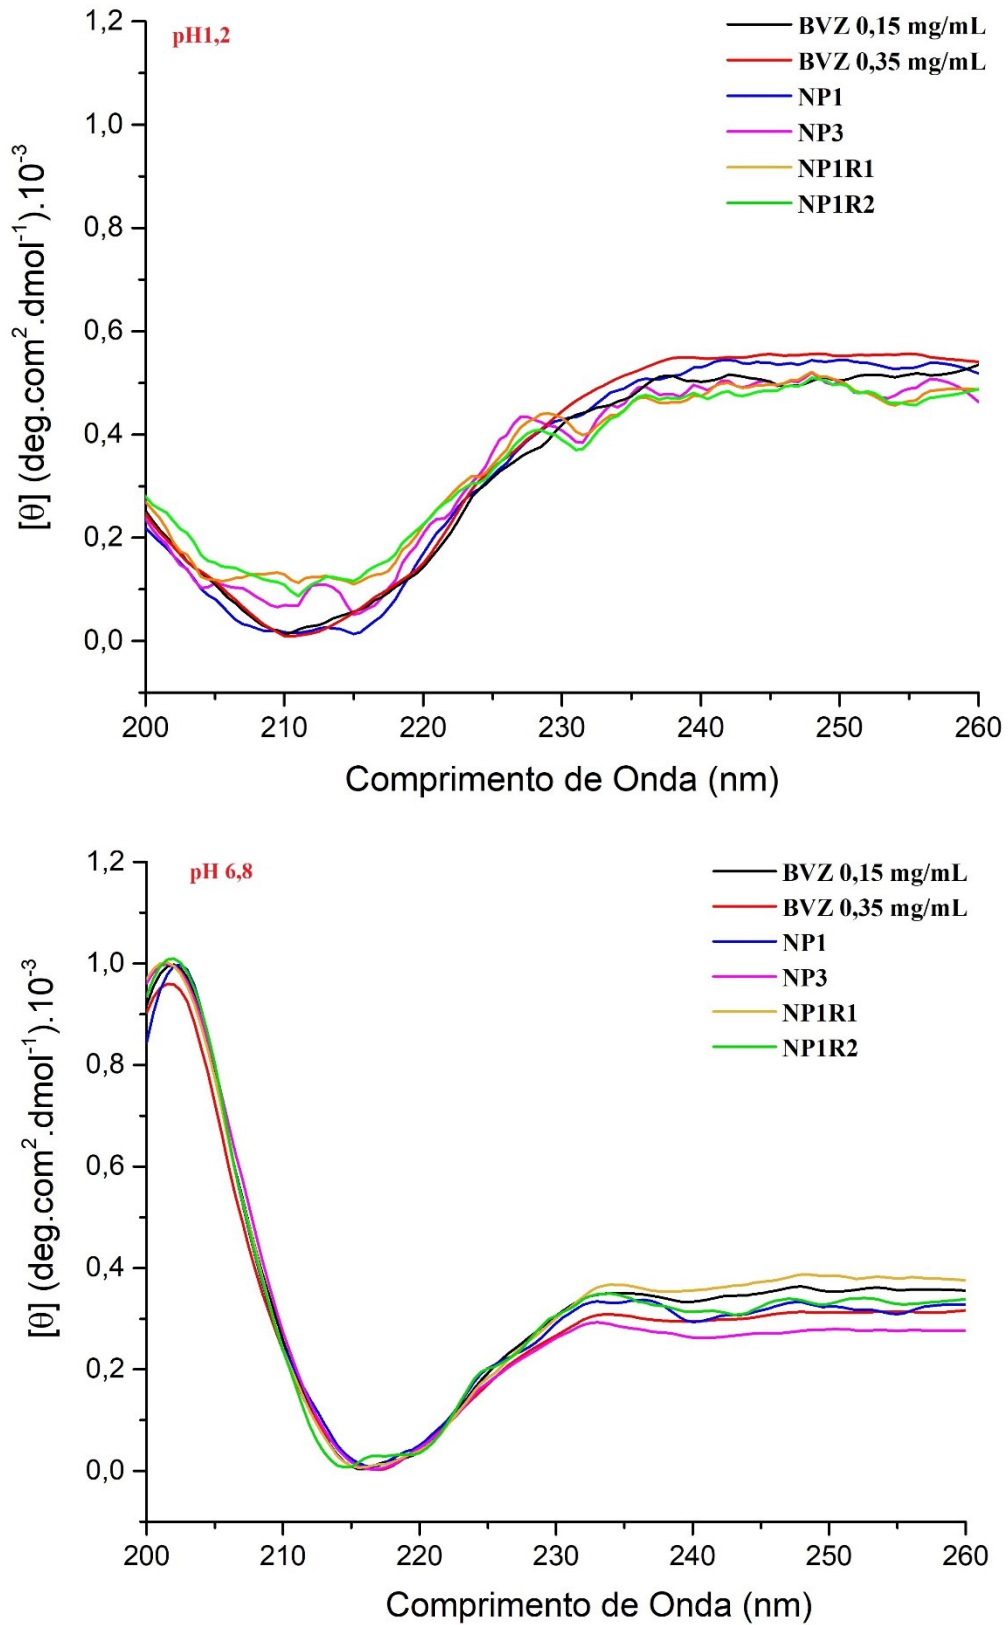 pH1,2
BVZ 0,15 mg/mL
BVZ 0,35 mg/mL
NP1
NP3
NP1R1
NP1R2
1,2
1,0
0,8
0,6
0,4
0,2
0,0
[θ] (deg.com².dmol⁻¹).10⁻³
200 210 220 230 240 250 260
Comprimento de Onda (nm)
pH 6,8
BVZ 0,15 mg/mL
BVZ 0,35 mg/mL
NP1
NP3
NP1R1
NP1R2
1,2
1,0
0,8
0,6
0,4
0,2
0,0
[θ] (deg.com².dmol⁻¹).10⁻³
200 210 220 230 240 250 260
Comprimento de Onda (nm)